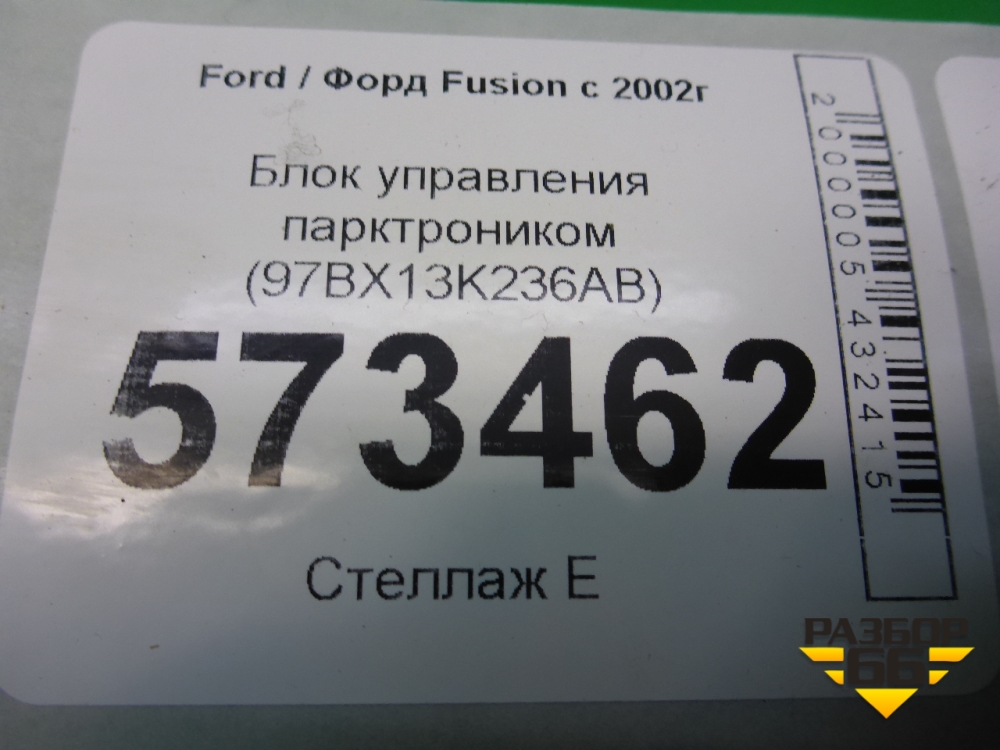 Ford / Форд Fusion с 2002г
Блок управления
парктроником
(97BX13K236AB)
573462
Стеллаж Е
2000005432415
РАЗБОР
66